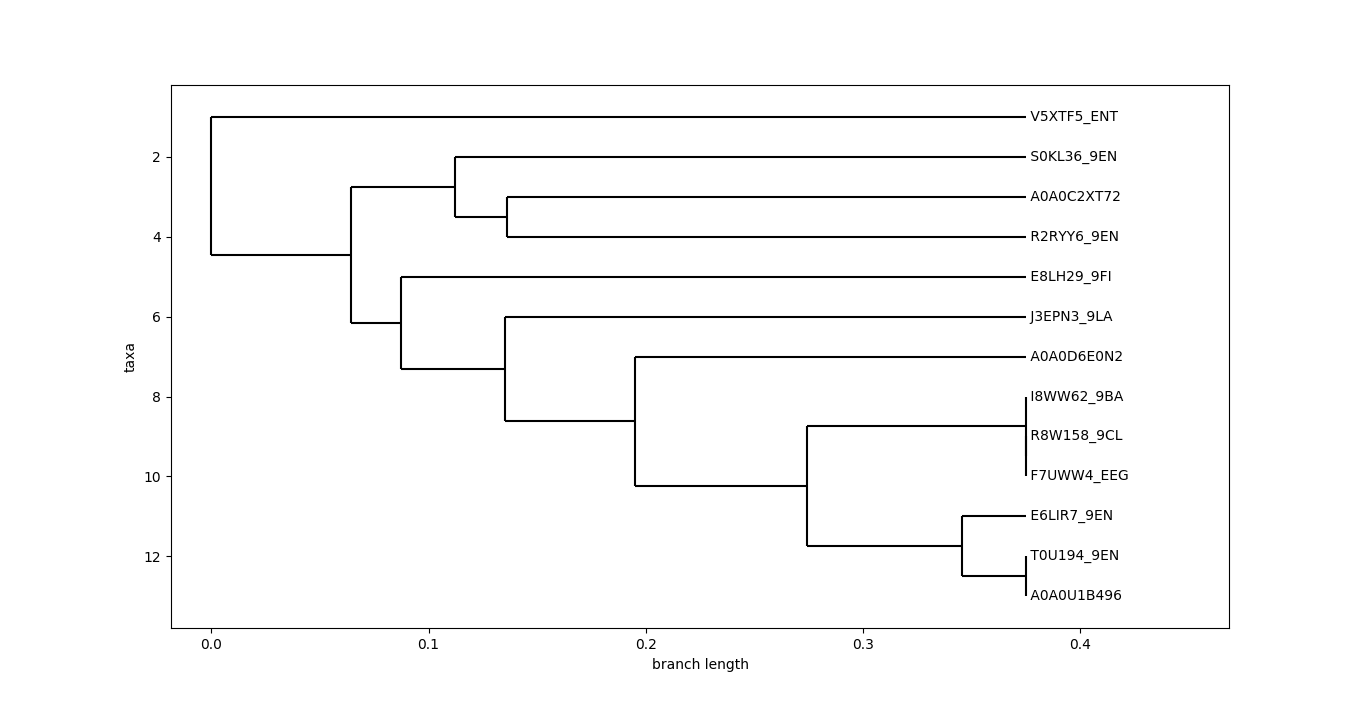 V5XTF5_ENT
2 S0KL36_9EN
A0A0C2XT72
4 R2RYY6_9EN
E8LH29_9FI
6 J3EPN3_9LA
taxa
A0A0D6E0N2
8 I8WW62_9BA
R8W158_9CL
10 F7UWW4_EEG
E6LIR7_9EN
12 T0U194_9EN
A0A0U1B496
0.0 0.1 0.2 0.3 0.4
branch length